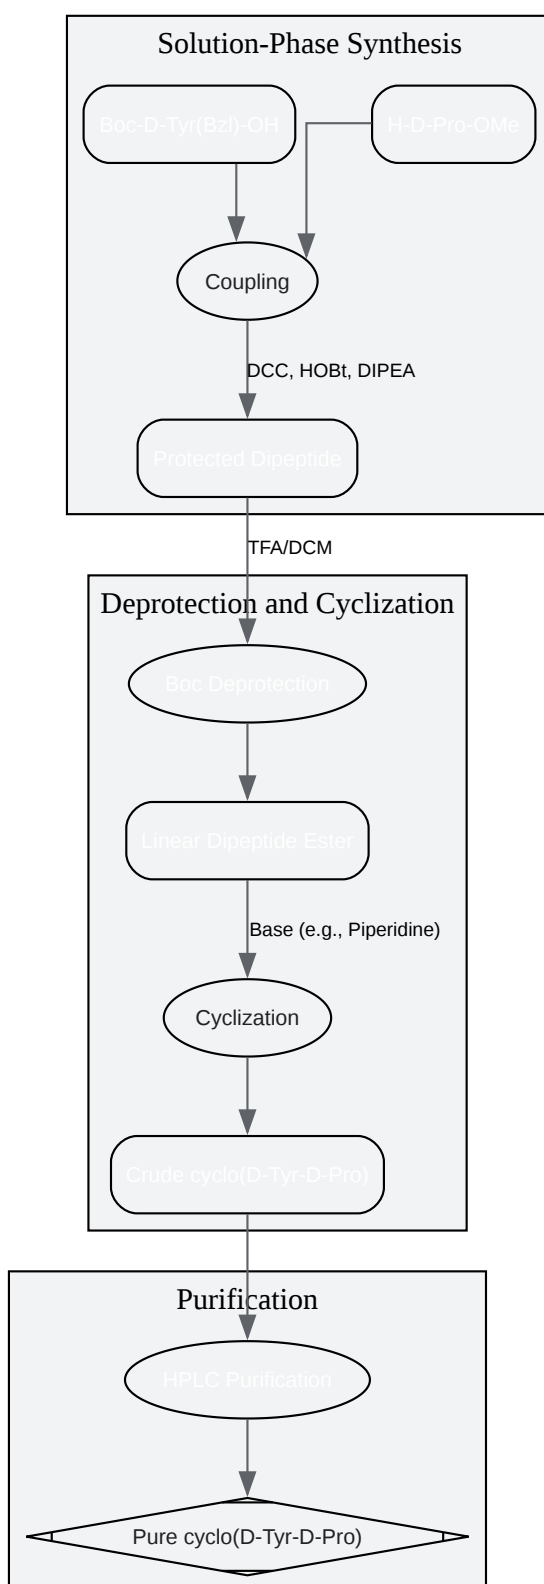 Solution-Phase Synthesis
Boc-D-Tyr(Bzl)-OH
H-D-Pro-OMe
Coupling
DCC, HOBt, DIPEA
Protected Dipeptide
TFA/DCM
Deprotection and Cyclization
Boc Deprotection
Linear Dipeptide Ester
Base (e.g., Piperidine)
Cyclization
Crude cyclo(D-Tyr-D-Pro)
Purification
HPLC Purification
Pure cyclo(D-Tyr-D-Pro)